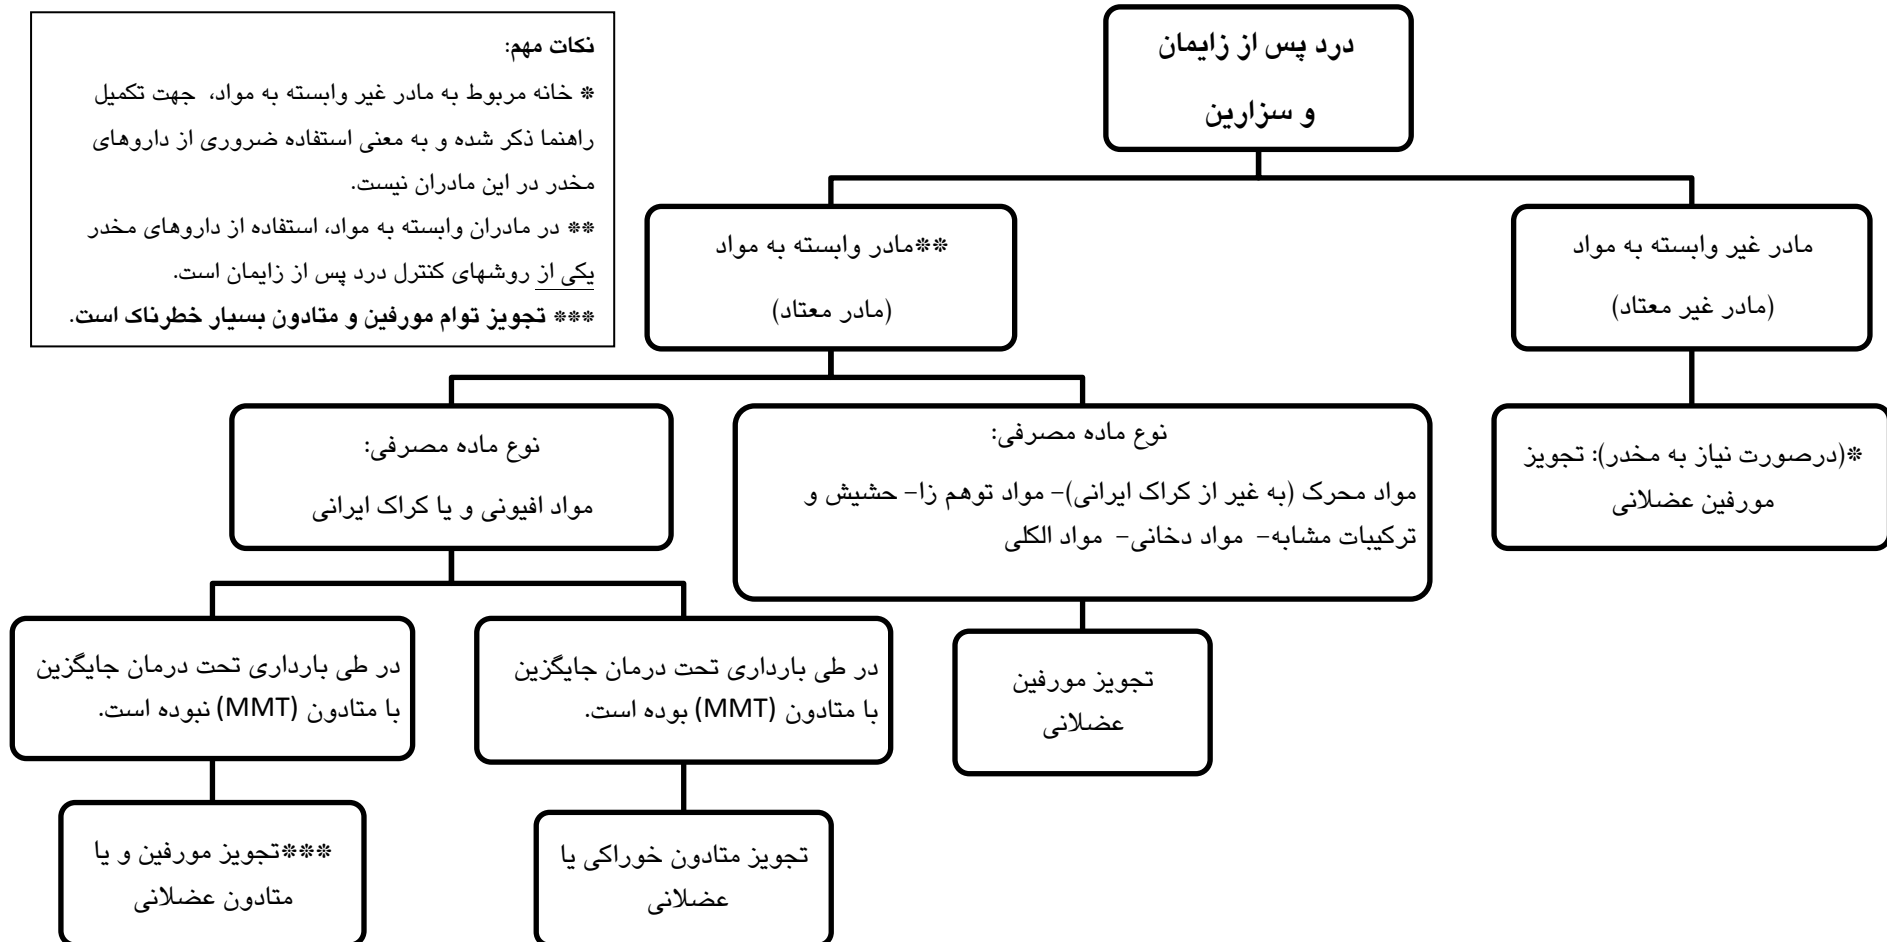 درد پس از زایمان
و سزارین
نکات مهم:
* خانه مربوط به مادر غیر وابسته به مواد، جهت تکمیل
راهنما ذکر شده و به معنی استفاده ضروری از داروهای
مخدر در این مادران نیست.
** در مادران وابسته به مواد، استفاده از داروهای مخدر
یکی از روشهای کنترل درد پس از زایمان است.
*** تجویز توام مورفین و متادون بسیار خطرناک است.
مادر غیر وابسته به مواد
(مادر غیر معتاد)
**مادر وابسته به مواد
(مادر معتاد)
*(درصورت نیاز به مخدر): تجویز
مورفین عضلانی
نوع ماده مصرفی:
مواد محرک (به غیر از کراک ایرانی)- مواد توهم زا- حشیش و
ترکیبات مشابه- مواد دخانی- مواد الکلی
نوع ماده مصرفی:
مواد افیونی و یا کراک ایرانی
تجویز مورفین
عضلانی
در طی بارداری تحت درمان جایگزین
با متادون (MMT) بوده است.
در طی بارداری تحت درمان جایگزین
با متادون (MMT) نبوده است.
تجویز متادون خوراکی یا
عضلانی
***تجویز مورفین و یا
متادون عضلانی